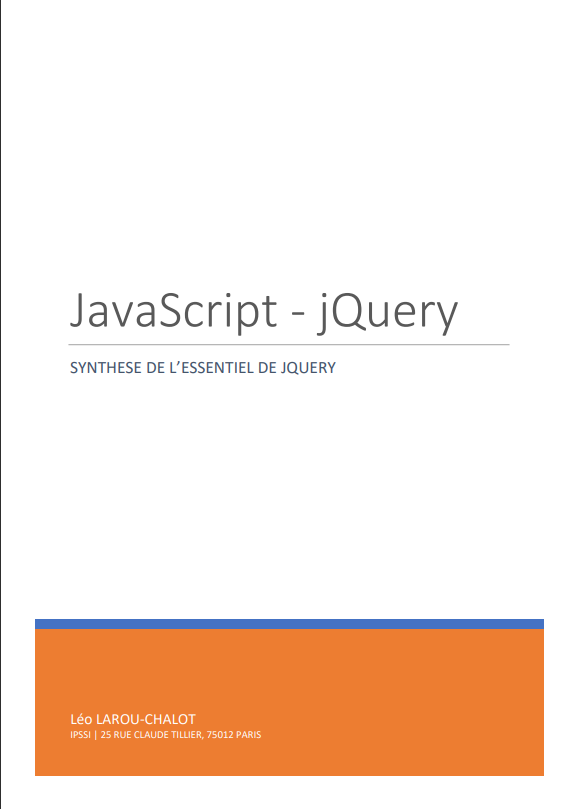 JavaScript - jQuery
SYNTHESE DE L’ESSENTIEL DE JQUERY
Léo LAROU-CHALOT
IPSSI | 25 RUE CLAUDE TILLIER, 75012 PARIS